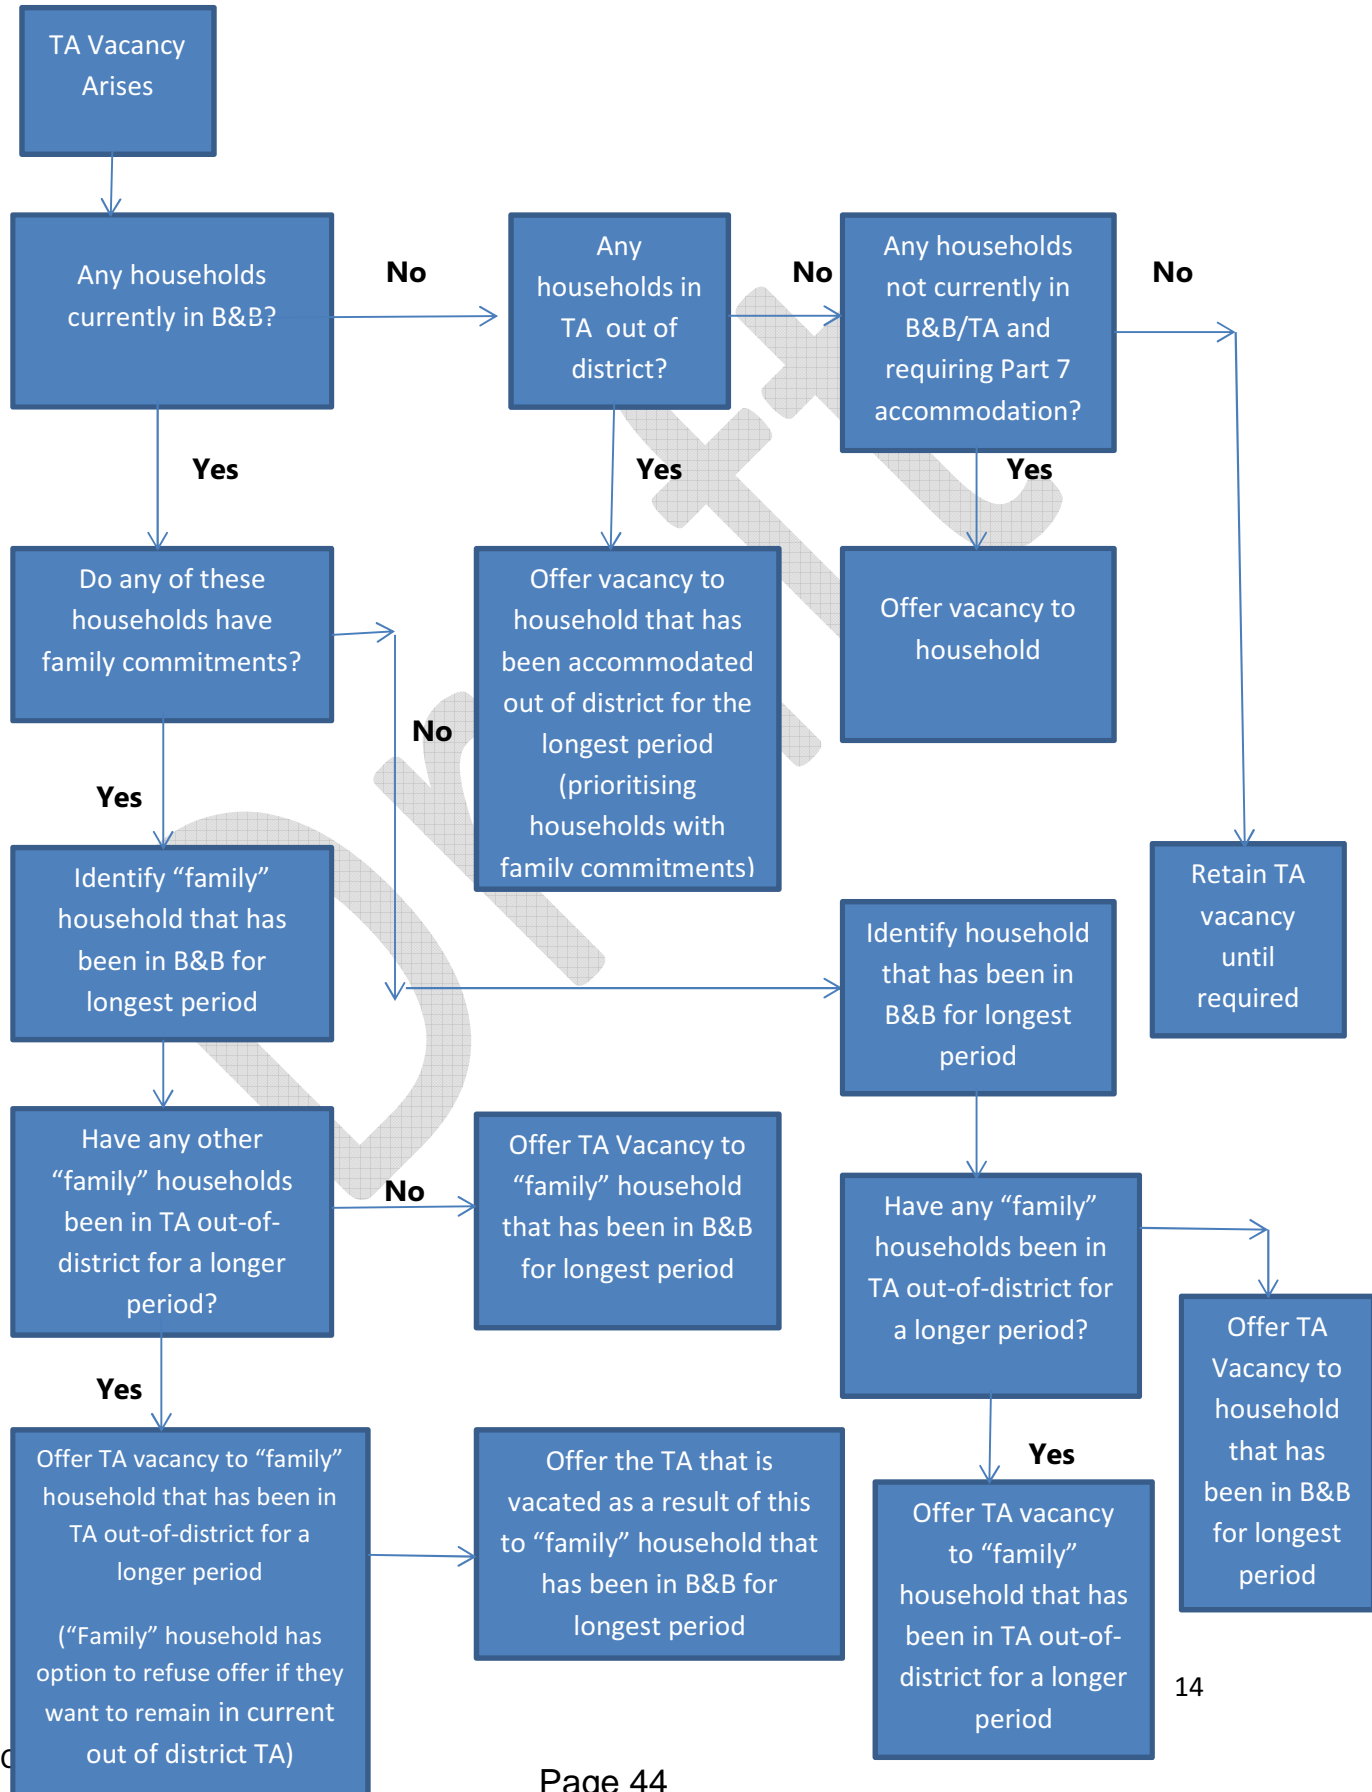 TA Vacancy
Arises
Any households
currently in B&B?
No
Any
households in
TA out of
district?
No
Any households
not currently in
B&B/TA and
requiring Part 7
accommodation?
No
Yes
Yes
Yes
Do any of these
households have
family commitments?
No
Offer vacancy to
household that has
been accommodated
out of district for the
longest period
(prioritising
households with
family commitments)
Offer vacancy to
household
Yes
Identify “family”
household that has
been in B&B for
longest period
Identify household
that has been in
B&B for longest
period
Retain TA
vacancy
until
required
Have any other
“family” households
been in TA out-of-
district for a longer
period?
No
Offer TA Vacancy to
“family” household
that has been in B&B
for longest period
Have any “family”
households been in
TA out-of-district for
a longer period?
Offer TA
Vacancy to
household
that has
been in B&B
for longest
period
Yes
Yes
Offer TA vacancy to “family”
household that has been in
TA out-of-district for a
longer period
(“Family” household has
option to refuse offer if they
want to remain in current
out of district TA)
Offer the TA that is
vacated as a result of this
to “family” household that
has been in B&B for
longest period
Offer TA vacancy
to “family”
household that has
been in TA out-of-
district for a longer
period
14
Page 44
Draft